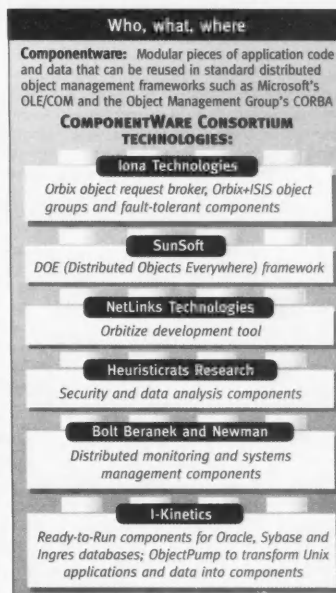 Who, what, where
Componentware: Modular pieces of application code
and data that can be reused in standard distributed
object management frameworks such as Microsoft's
OLE/COM and the Object Management Group's CORBA
COMPONENTWARE CONSORTIUM
TECHNOLOGIES:
Iona Technologies
Orbix object request broker, Orbix+ISIS object
groups and fault-tolerant components
SunSoft
DOE (Distributed Objects Everywhere) framework
NetLinks Technologies
Orbitize development tool
Heuristicrats Research
Security and data analysis components
Bolt Beranek and Newman
Distributed monitoring and systems
management components
I-Kinetics
Ready-to-Run components for Oracle, Sybase and
Ingres databases; ObjectPump to transform Unix
applications and data into components